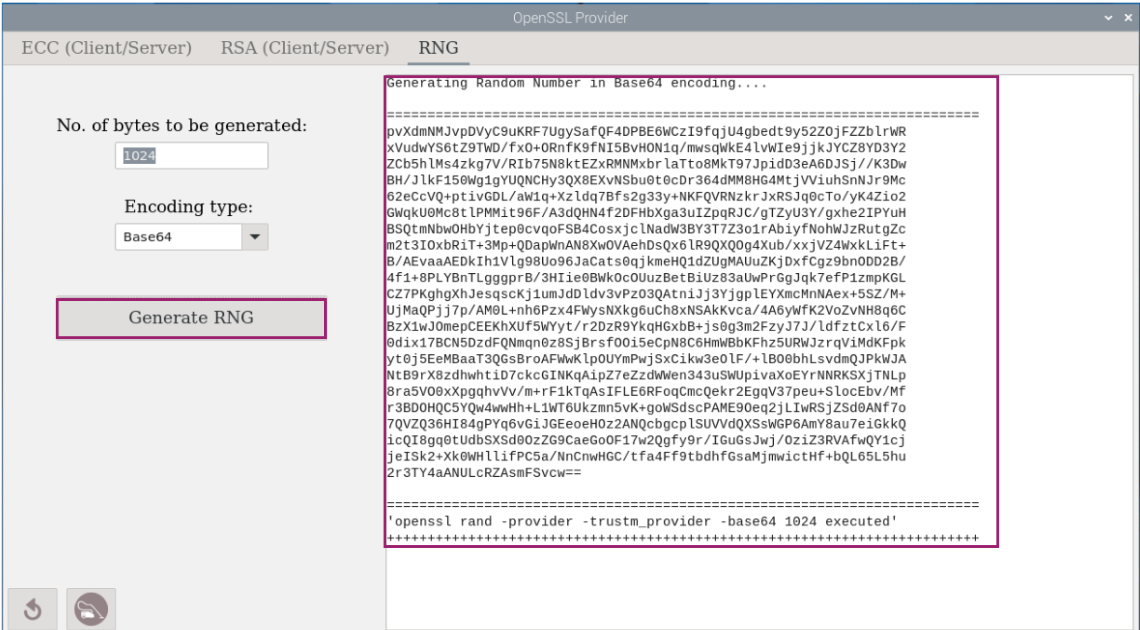 OpenSSL Provider
ECC (Client/Server) RSA (Client/Server) RNG
No. of bytes to be generated:
1024
Encoding type:
Base64
Generate RNG
Generating Random Number in Base64 encoding....
=========================================================================
pvXdmNMJvpDVyC9uKRF7UgySafQF4DPBE6WCzI9fqjU4gbedt9y52ZOjFZZblrWR
xVudwYS6tZ9TWD/fxO+ORnfK9fNI5BvHON1q/mwsqWkE4lvWIe9jjkJYCZ8YD3Y2
ZCb5hlMs4zkg7V/RIb75N8ktEZxRMNMxbrlaTto8MkT97JpidD3eA6DJSj//K3Dw
BH/JlkF150Wg1gYUQNCHy3QX8EXvNSbu0t0cDr364dMM8HG4MtjVViuhSnNJr9Mc
62eCcVQ+ptivGDL/aW1q+Xzldq7Bfs2g33y+NKFQVRNzkrJxRSJq0cTo/yK4Zio2
GWqkU0Mc8tlPMMit96F/A3dQHN4f2DFHbXga3uIZpqRJC/gTZyU3Y/gxhe2IPYuH
BSQtmNbwOHbYjtep0cvqoFSB4CosxjclNadW3BY3T7Z3o1rAbiyfNohWJzRutgZc
m2t3IOxbRiT+3Mp+QDapWnAN8XwOVAehDsQx6lR9QXQOg4Xub/xxjVZ4WxkLiFt+
B/AEvaaAEDkIh1Vlg98Uo96JaCats0qjkmeHQ1dZUgMAUuZKjDxfCgz9bnODD2B/
4f1+8PLYBnTLgggprB/3HIie0BWkOcOUuzBetBiUz83aUwPrGgJqk7efP1zmpKGL
CZ7PKghgXhJesqscKj1umJdDldv3vPzO3QAtniJj3YjgplEYXmcMnNAex+5SZ/M+
UjMaQPjj7p/AM0L+nh6Pzx4FWysNXkg6uCh8xNSAkKvca/4A6yWfK2VoZvNH8q6C
BzX1wJOmepCEEKhXUf5WYyt/r2DzR9YkqHGxbB+js0g3m2FzyJ7J/ldfztCxl6/F
0dix17BCN5DzdFQNmqn0z8SjBrsfOOi5eCpN8C6HmWBbKFhz5URWJzrqViMdKFpk
yt0j5EeMBaaT3QGsBroAFWwKlpOUYmPwjSxCikw3eOlF/+lBO0bhLsvdmQJPkWJA
NtB9rX8zdhwhtiD7ckcGINKqAipZ7eZzdWWen343uSWUpivaXoEYrNNRKSXjTNLp
8ra5VO0xXpgqhvVv/m+rF1kTqAsIFLE6RFoqCmcQekr2EgqV37peu+SlocEbv/Mf
r3BDOHQC5YQw4wwHh+L1WT6Ukzmn5vK+goWSdscPAME9Oeq2jLIwRSjZSd0ANf7o
7QVZQ36HI84gPYq6vGiJGEeoeHOz2ANQcbgcplSUVVdQXSsWGP6AmY8au7eiGkkQ
icQI8gq0tUdbSXSd0OzZG9CaeGoOF17w2Qgfy9r/IGuGsJwj/OziZ3RVAfwQY1cj
jeISk2+Xk0WHllifPC5a/NnCnwHGC/tfa4Ff9tbdhfGsaMjmwictHf+bQL65L5hu
2r3TY4aANULcRZAsmFSvcw==
=========================================================================
'openssl rand -provider -trustm_provider -base64 1024 executed'
+++++++++++++++++++++++++++++++++++++++++++++++++++++++++++++++++++++++++